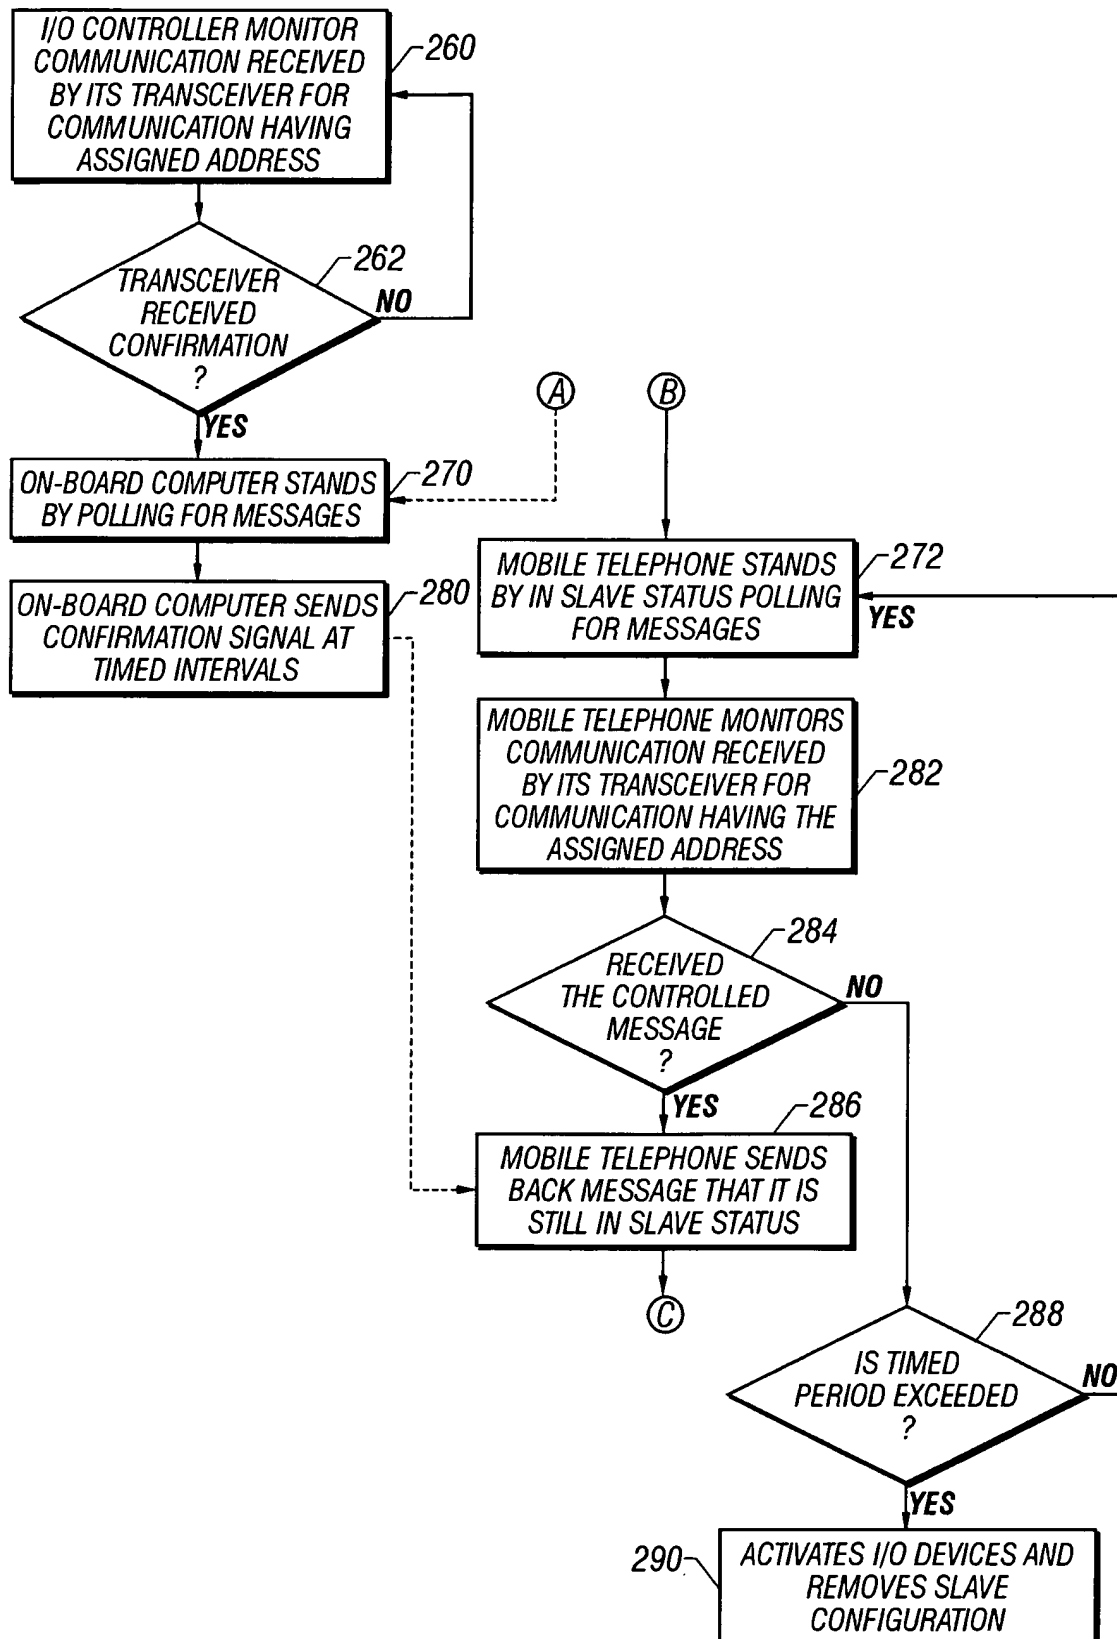 I/O CONTROLLER MONITOR
COMMUNICATION RECEIVED
BY ITS TRANSCEIVER FOR
COMMUNICATION HAVING
ASSIGNED ADDRESS
260
TRANSCEIVER
RECEIVED
CONFIRMATION
?
262
NO
YES
A
B
ON-BOARD COMPUTER STANDS
BY POLLING FOR MESSAGES
270
ON-BOARD COMPUTER SENDS
CONFIRMATION SIGNAL AT
TIMED INTERVALS
280
MOBILE TELEPHONE STANDS
BY IN SLAVE STATUS POLLING
FOR MESSAGES
272
YES
MOBILE TELEPHONE MONITORS
COMMUNICATION RECEIVED
BY ITS TRANSCEIVER FOR
COMMUNICATION HAVING THE
ASSIGNED ADDRESS
282
RECEIVED
THE CONTROLLED
MESSAGE
?
284
NO
YES
MOBILE TELEPHONE SENDS
BACK MESSAGE THAT IT IS
STILL IN SLAVE STATUS
286
C
IS TIMED
PERIOD EXCEEDED
?
288
NO
YES
290
ACTIVATES I/O DEVICES AND
REMOVES SLAVE
CONFIGURATION